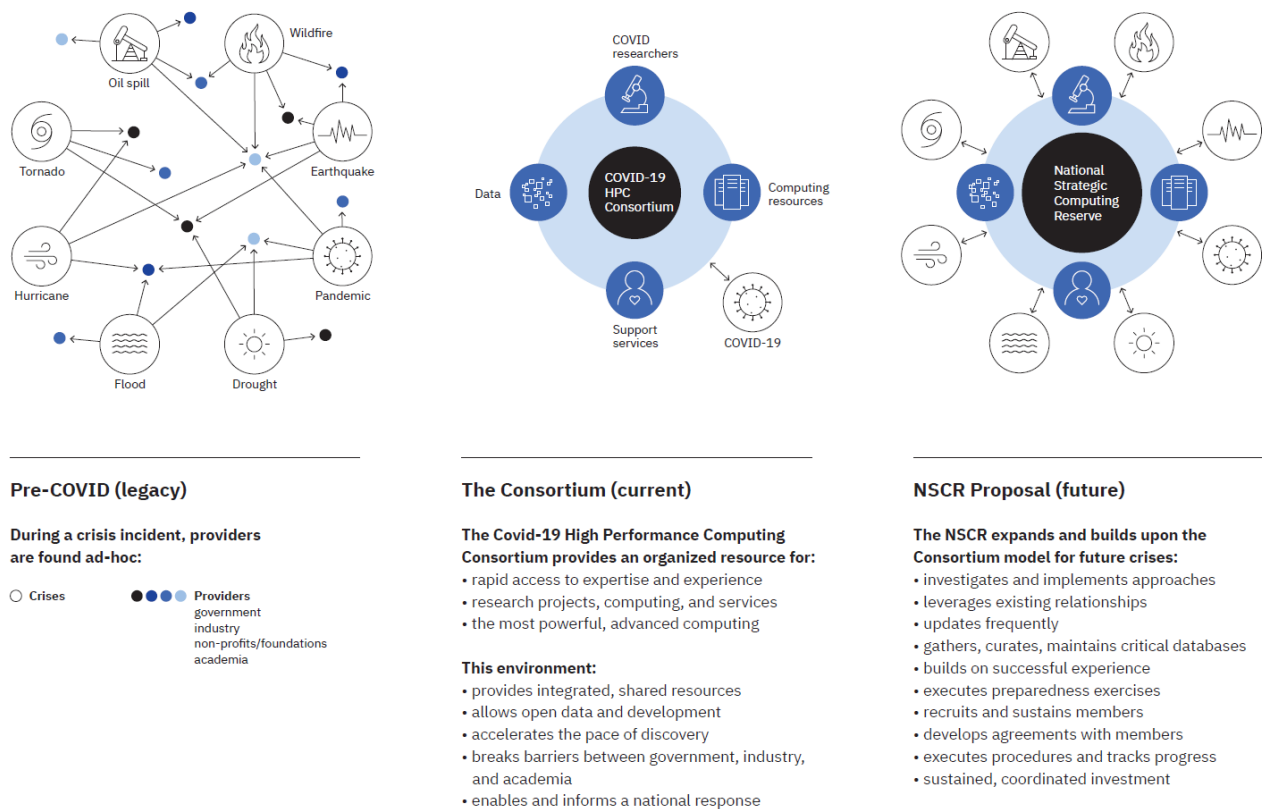 Wildfire
Oil spill
Tornado
Earthquake
Hurricane
Pandemic
Flood
Drought
COVID
researchers
Data
COVID-19
HPC
Consortium
Computing
resources
Support
services
COVID-19
National
Strategic
Computing
Reserve
Pre-COVID (legacy)
During a crisis incident, providers
are found ad-hoc:
Crises
Providers
government
industry
non-profits/foundations
academia
The Consortium (current)
The Covid-19 High Performance Computing
Consortium provides an organized resource for:
• rapid access to expertise and experience
• research projects, computing, and services
• the most powerful, advanced computing
This environment:
• provides integrated, shared resources
• allows open data and development
• accelerates the pace of discovery
• breaks barriers between government, industry,
and academia
• enables and informs a national response
NSCR Proposal (future)
The NSCR expands and builds upon the
Consortium model for future crises:
• investigates and implements approaches
• leverages existing relationships
• updates frequently
• gathers, curates, maintains critical databases
• builds on successful experience
• executes preparedness exercises
• recruits and sustains members
• develops agreements with members
• executes procedures and tracks progress
• sustained, coordinated investment